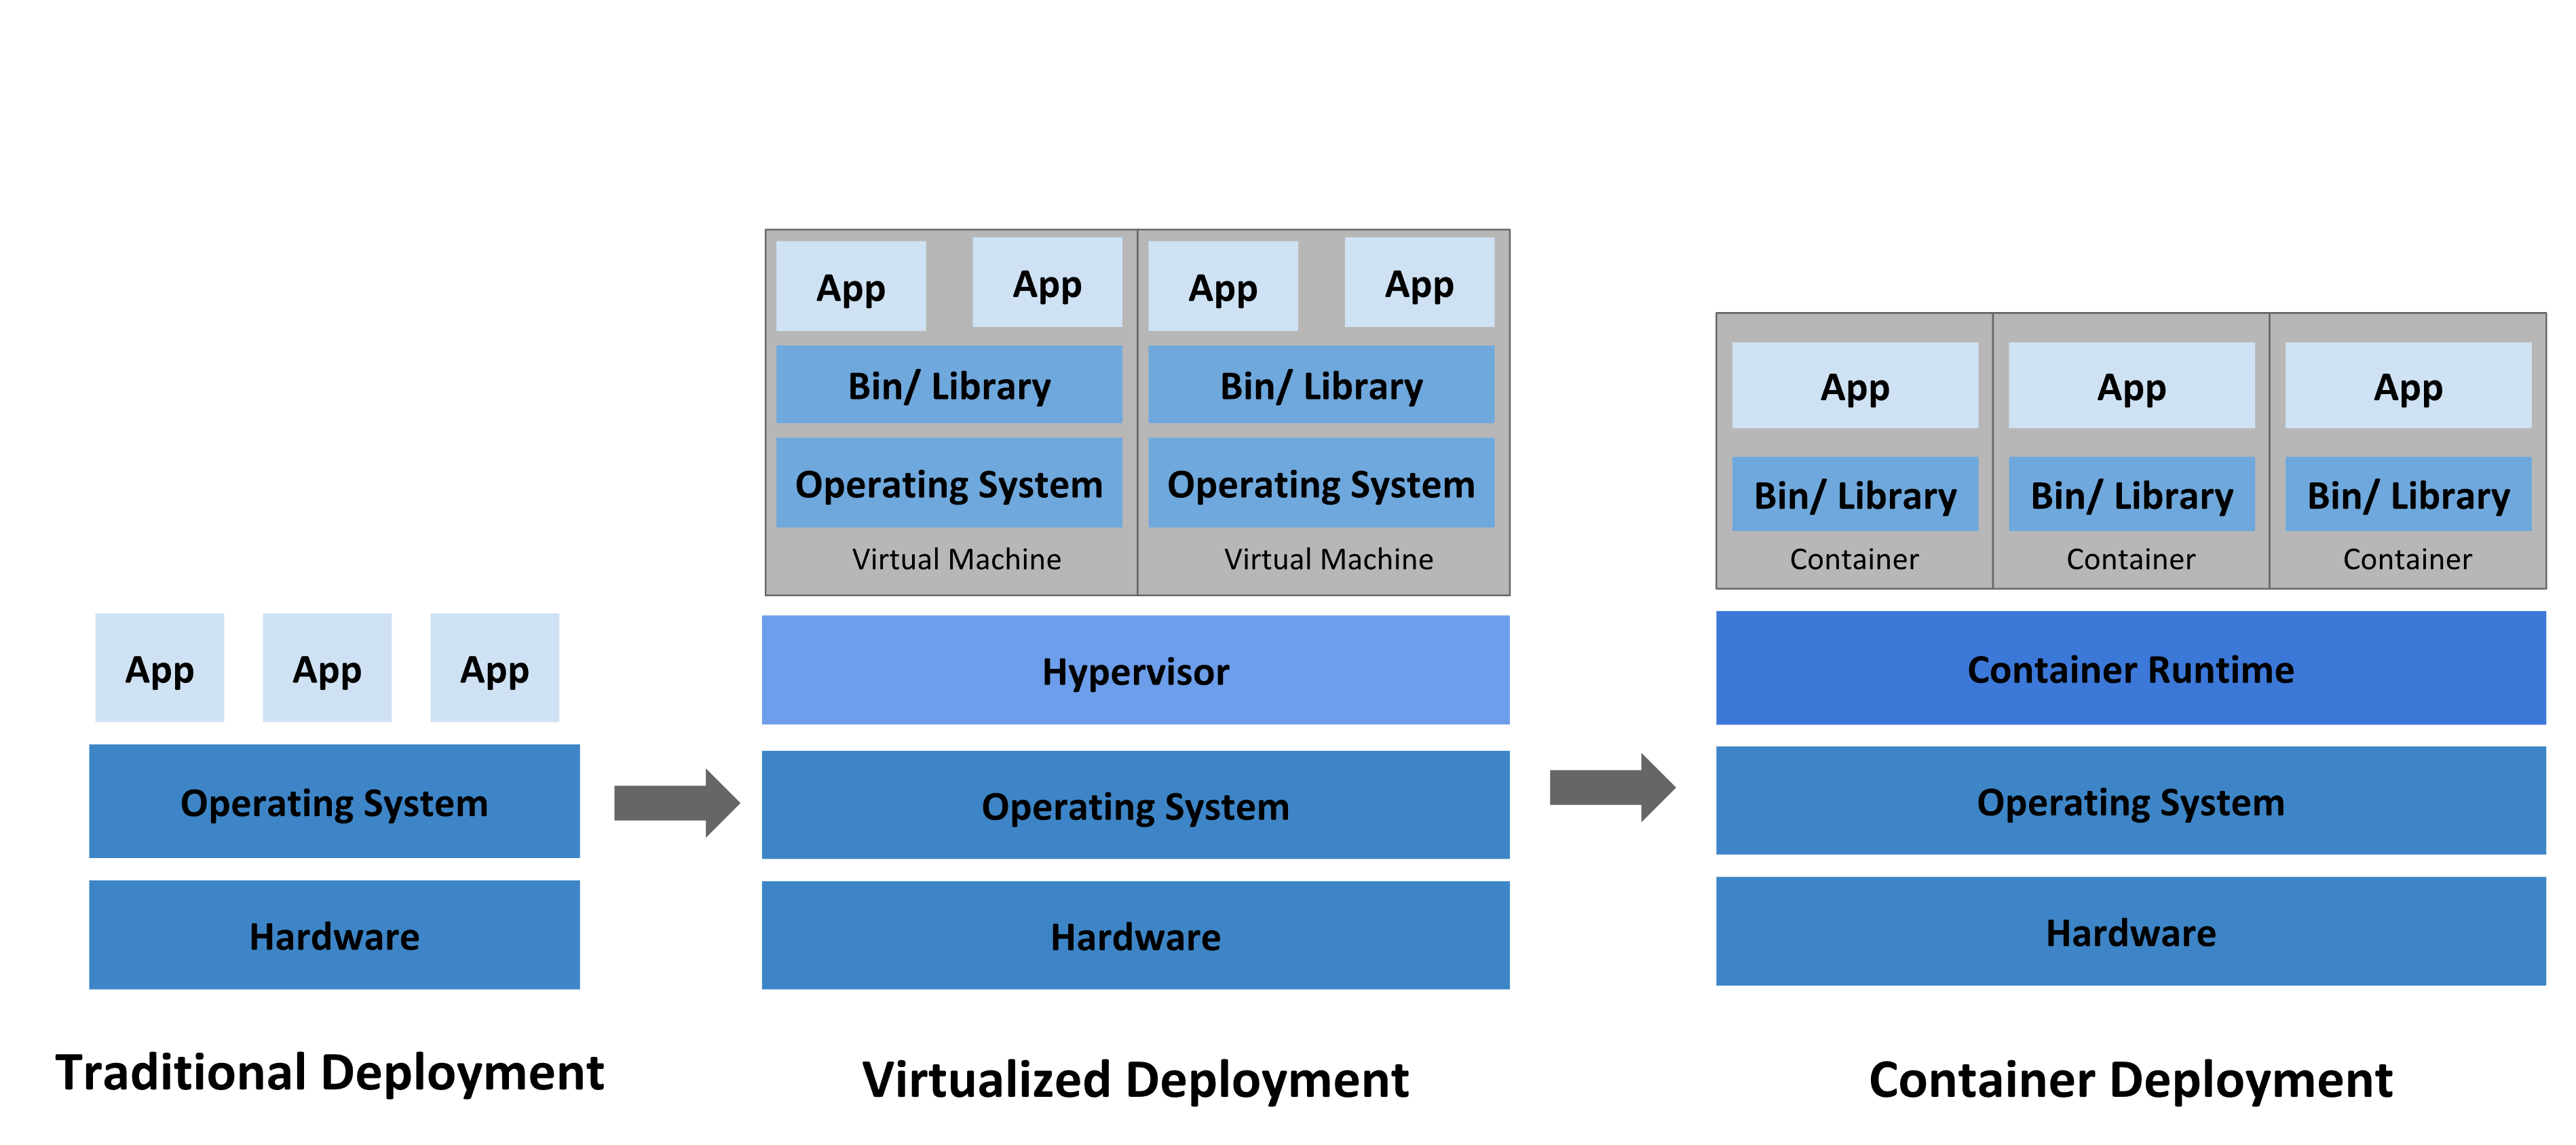 App
App
App
Operating System
Hardware
Traditional Deployment
App
App
App
App
Bin/ Library
Bin/ Library
Operating System
Operating System
Virtual Machine
Virtual Machine
Hypervisor
Operating System
Hardware
Virtualized Deployment
App
App
App
Bin/ Library
Bin/ Library
Bin/ Library
Container
Container
Container
Container Runtime
Operating System
Hardware
Container Deployment